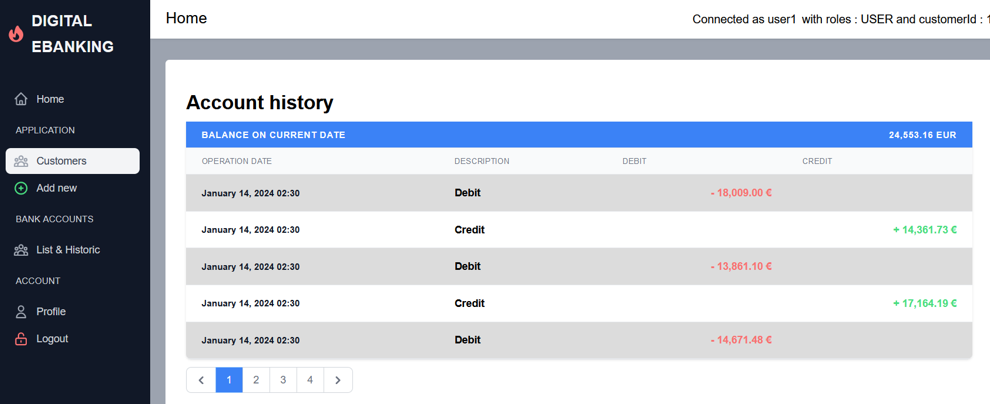 DIGITAL
EBANKING
Home
APPLICATION
Customers
Add new
BANK ACCOUNTS
List & Historic
ACCOUNT
Profile
Logout
Home
Connected as user1 with roles : USER and customerId : 1
Account history
BALANCE ON CURRENT DATE 24,553.16 EUR
OPERATION DATE DESCRIPTION DEBIT CREDIT
January 14, 2024 02:30 Debit - 18,009.00 €
January 14, 2024 02:30 Credit + 14,361.73 €
January 14, 2024 02:30 Debit - 13,861.10 €
January 14, 2024 02:30 Credit + 17,164.19 €
January 14, 2024 02:30 Debit - 14,671.48 €
1 2 3 4